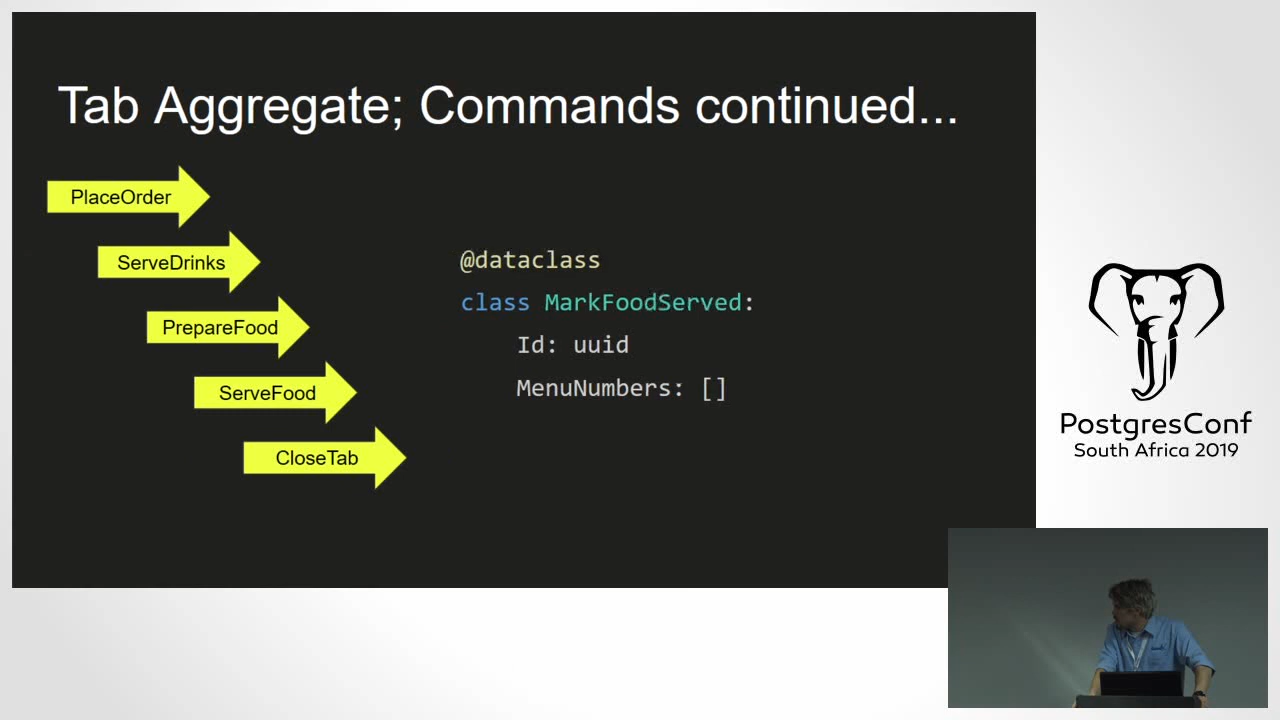 Tab Aggregate; Commands continued...
PlaceOrder
ServeDrinks
PrepareFood
ServeFood
CloseTab
@dataclass
class MarkFoodServed:
Id: uuid
MenuNumbers: []
PostgresConf
South Africa 2019